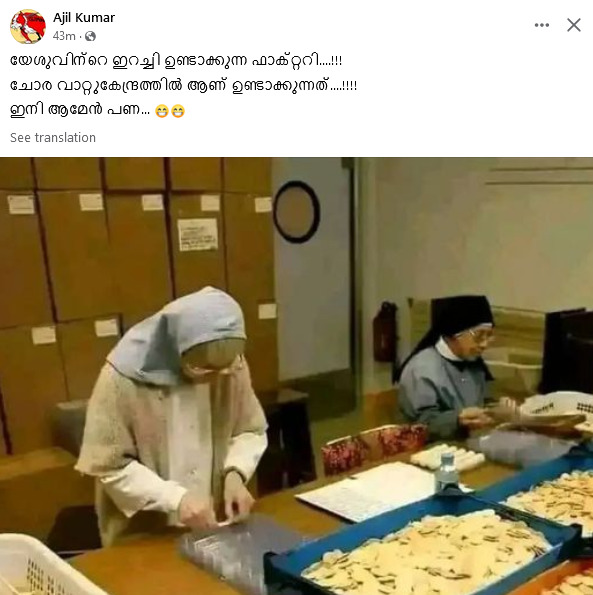 Ajil Kumar
43m
യേശുവിന്റെ ഇറച്ചി ഉണ്ടാക്കുന്ന ഫാക്റ്ററി....!!!
ചോര വാറ്റുകേന്ദ്രത്തിൽ ആണ് ഉണ്ടാക്കുന്നത്....!!!!
ഇനി ആമേൻ പണ... 😂😂
See translation